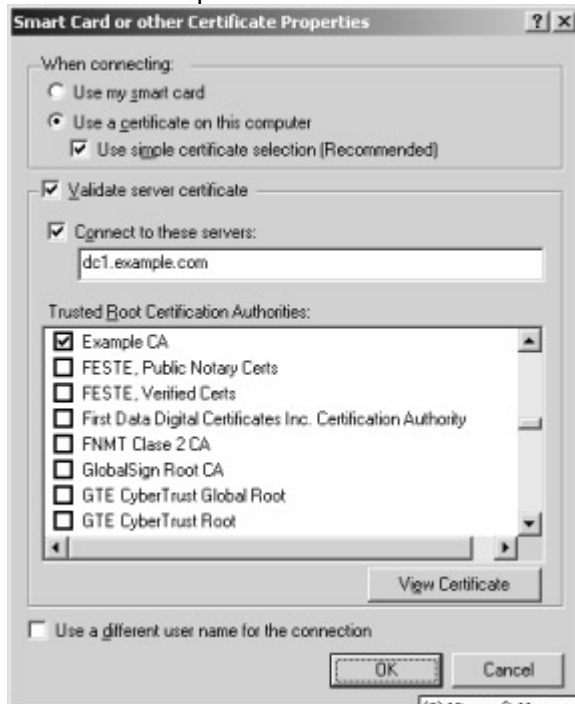 Smart Card or other Certificate Properties
When connecting:
Use my smart card
Use a certificate on this computer
Use simple certificate selection (Recommended)
Validate server certificate
Connect to these servers:
dc1.example.com
Trusted Root Certification Authorities:
Example CA
FESTE, Public Notary Certs
FESTE, Verified Certs
First Data Digital Certificates Inc. Certification Authority
FNMT Clase 2 CA
GlobalSign Root CA
GTE CyberTrust Global Root
GTE CyberTrust Root
View Certificate
Use a different user name for the connection
OK Cancel